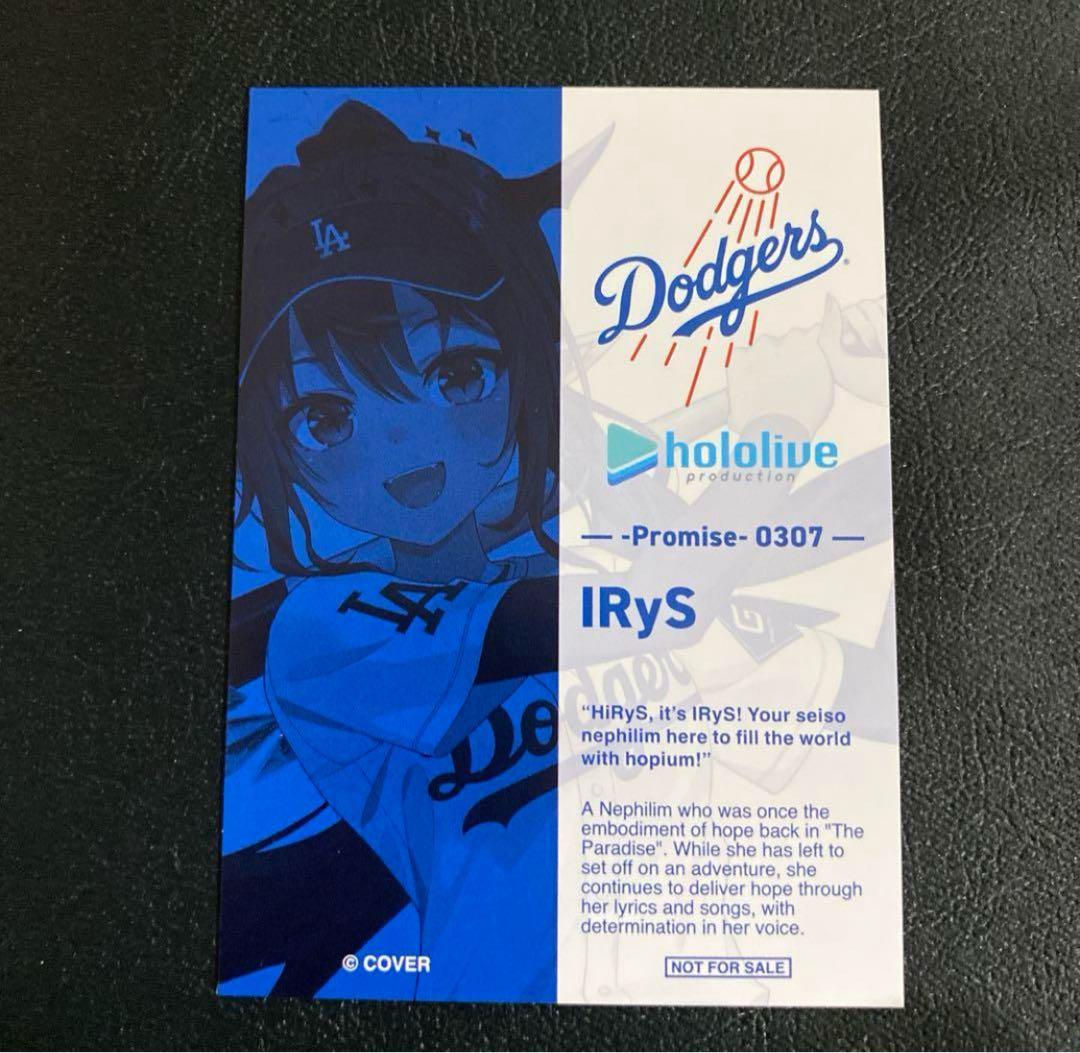 LA
LA
Dodgers
Dodgers
hololive
production
-Promise- 0307
IRyS
“HiRyS, it's IRyS! Your seiso
nephilim here to fill the world
with hopium!”
A Nephilim who was once the
embodiment of hope back in "The
Paradise". While she has left to
set off on an adventure, she
continues to deliver hope through
her lyrics and songs, with
determination in her voice.
© COVER
NOT FOR SALE